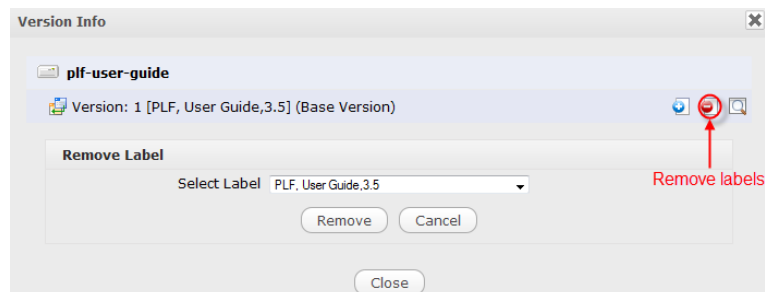 Version Info
plf-user-guide
Version: 1 [PLF, User Guide,3.5] (Base Version)
Remove Label
Remove labels
Select Label PLF, User Guide,3.5
Remove Cancel
Close